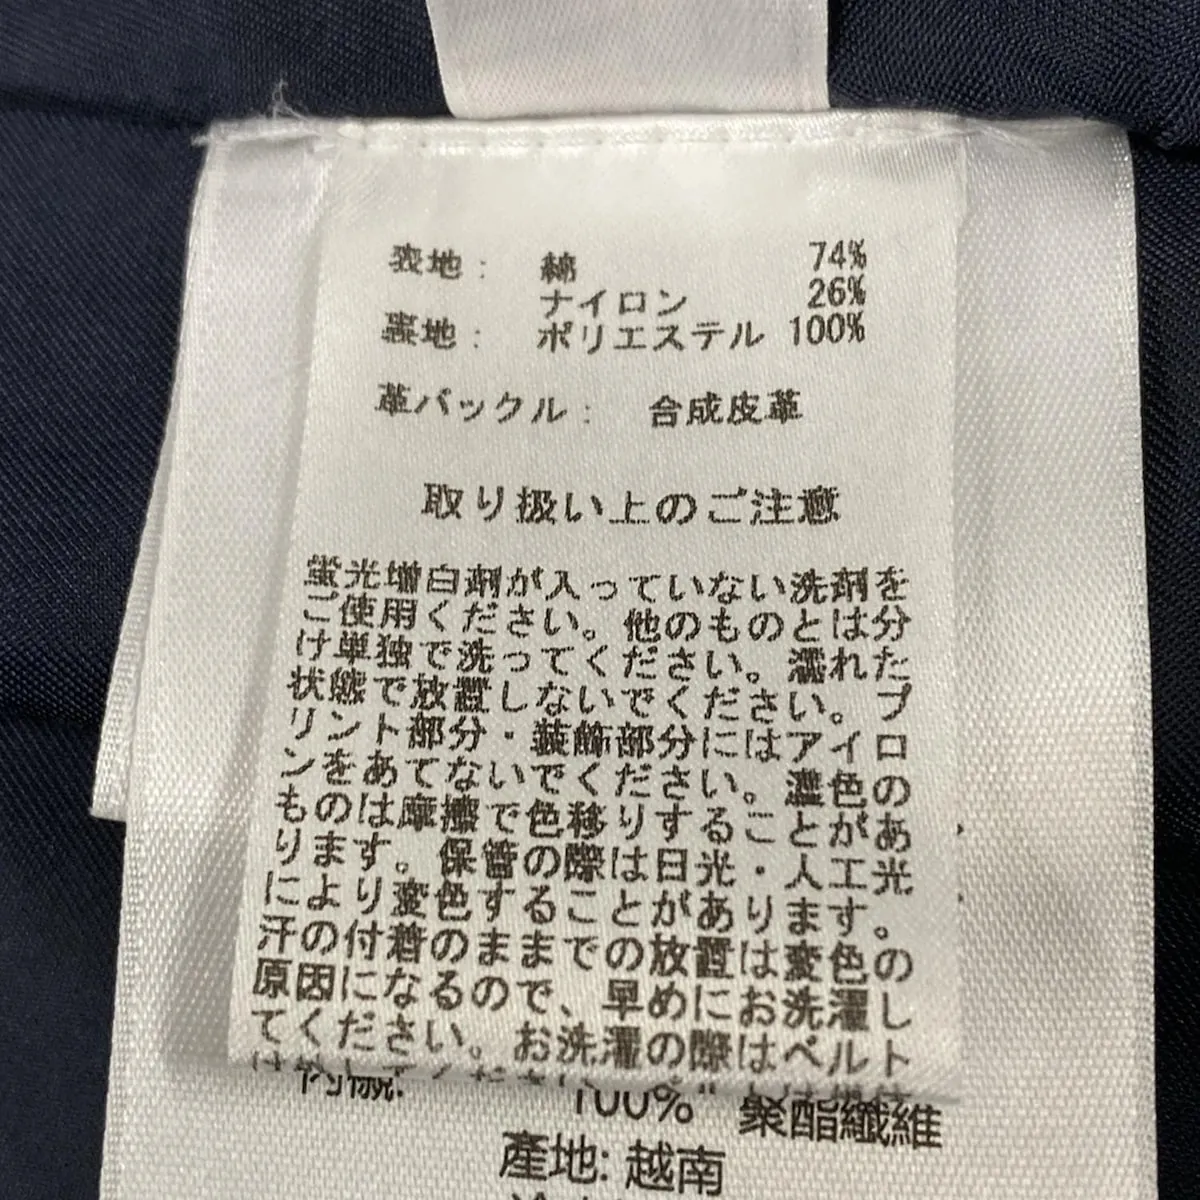 表地: 綿 74%
ナイロン 26%
裏地: ポリエステル 100%
革バックル: 合成皮革
取り扱い上のご注意
蛍光増白剤が入っていない洗剤を
ご使用ください。他のものとは分
け単独で洗ってください。濡れた
状態で放置しないでください。プ
リント部分・装飾部分にはアイロ
ンをあてないでください。濃色の
ものは摩擦で色移りすることがあ
ります。保管の際は日光・人工光
により変色することがあります。
汗の付着のままでの放置は変色の
原因になるので、早めにお洗濯し
てください。お洗濯の際はベルト
100% 聚酯纖維
產地: 越南